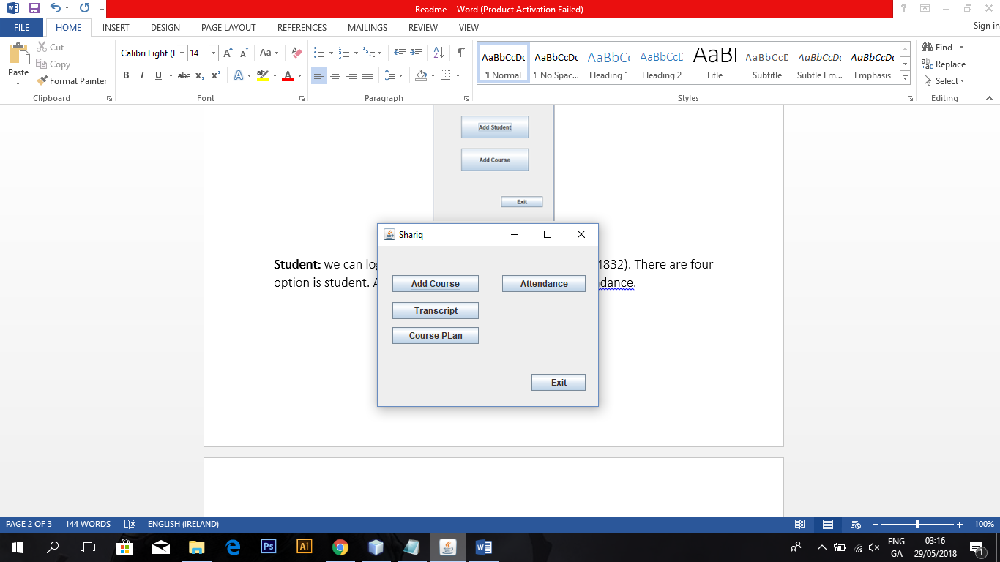 Readme - Word (Product Activation Failed)
FILE HOME INSERT DESIGN PAGE LAYOUT REFERENCES MAILINGS REVIEW VIEW Sign in
Paste
Cut
Copy
Format Painter
Clipboard
Calibri Light (H 14
Aa
B I U abc x₂ x²
Font
Paragraph
AaBbCcDc AaBbCcDc AaBbCc AaBbCcD AaBl AaBbCcD AaBbCcDc AaBbCcDc
¶ Normal ¶ No Spac... Heading 1 Heading 2 Title Subtitle Subtle Em... Emphasis
Styles
Find
Replace
Select
Editing
Add Student
Add Course
Exit
Shariq
Student: we can 4832). There are four
option is student.
Add Course Attendance
Transcript
Course PLan
Exit
PAGE 2 OF 3 144 WORDS ENGLISH (IRELAND) 100%
Ps Ai
ENG 03:16
GA 29/05/2018 1